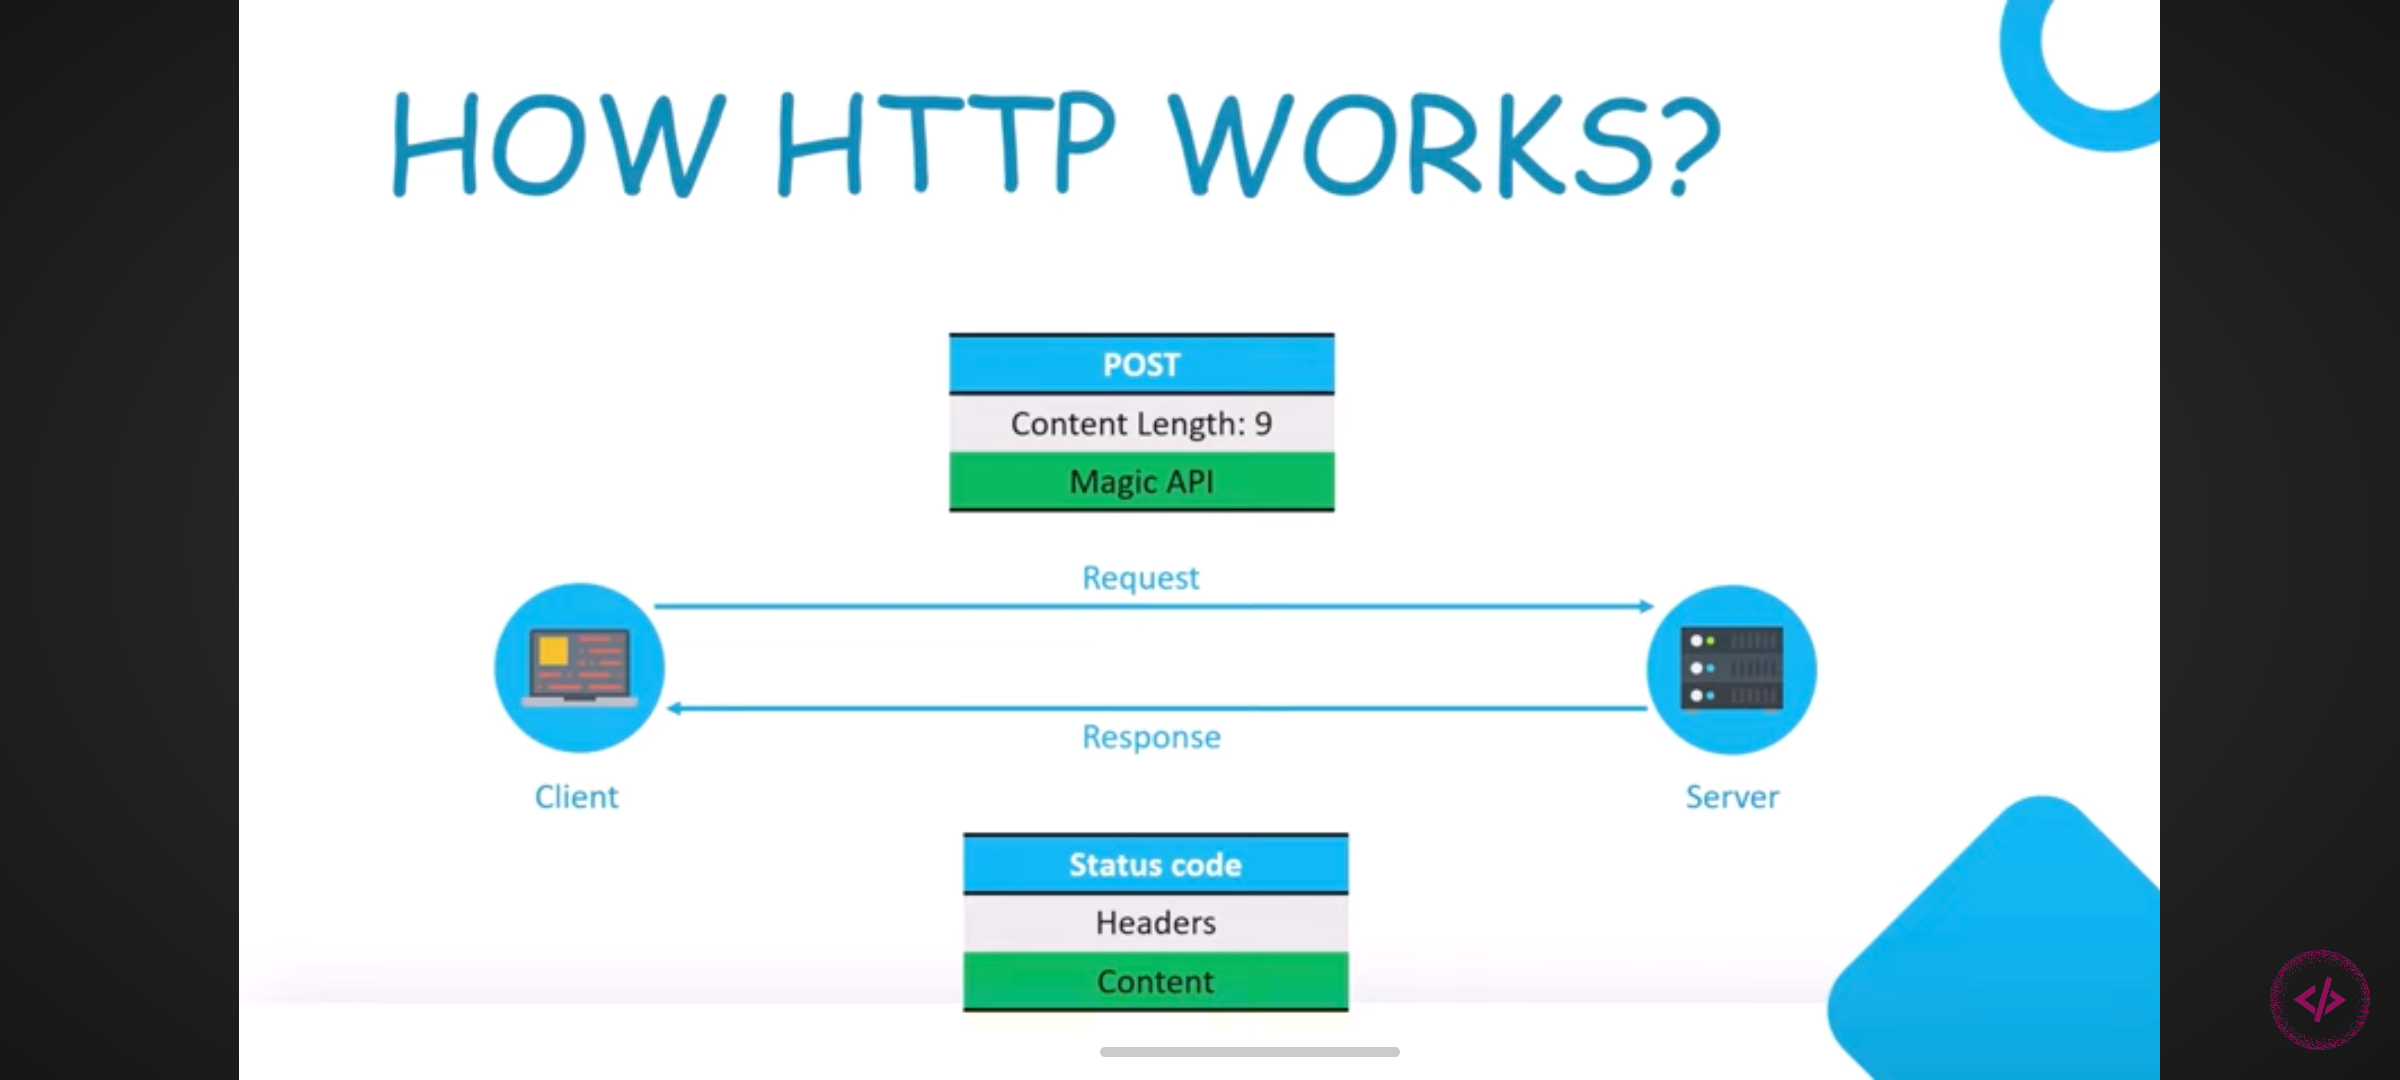 HOW HTTP WORKS?
POST
Content Length: 9
Magic API
Request
Response
Client
Server
Status code
Headers
Content